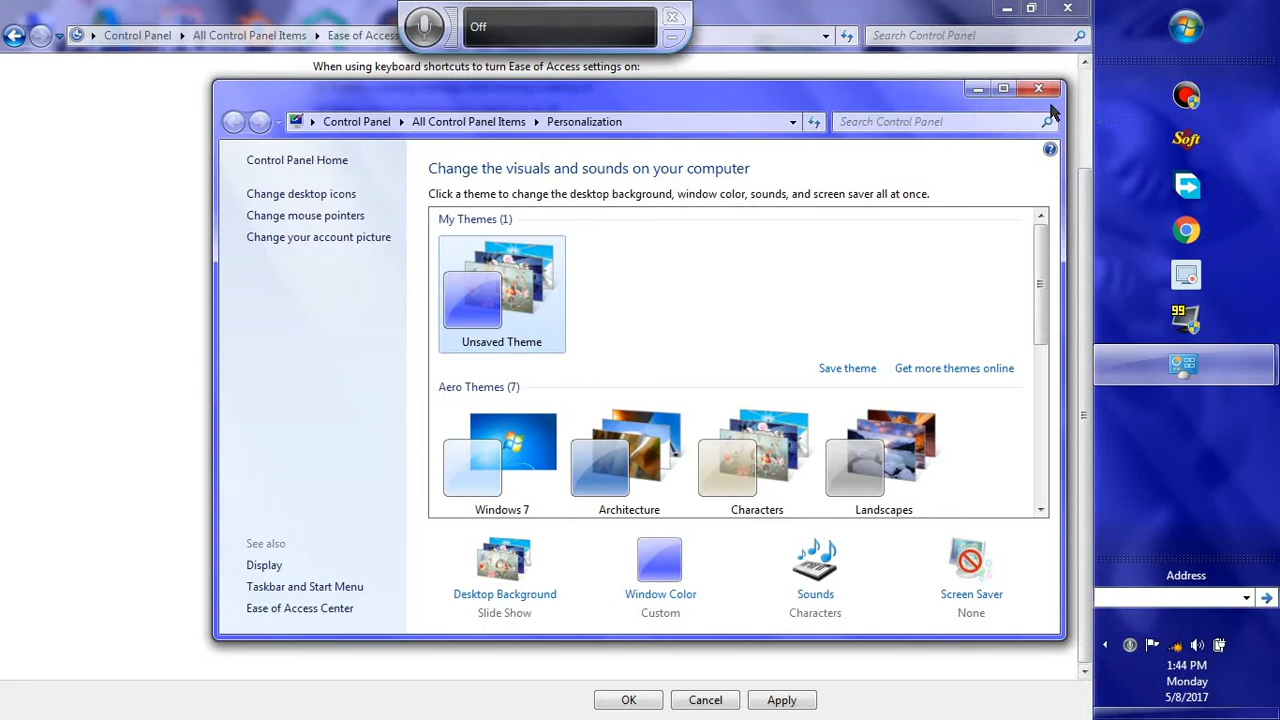 Off
Control Panel
All Control Panel Items
Ease of Access
Search Control Panel
When using keyboard shortcuts to turn Ease of Access settings on:
Control Panel
All Control Panel Items
Personalization
Search Control Panel
Control Panel Home
Change desktop icons
Change mouse pointers
Change your account picture
See also
Display
Taskbar and Start Menu
Ease of Access Center
Change the visuals and sounds on your computer
Click a theme to change the desktop background, window color, sounds, and screen saver all at once.
My Themes (1)
Unsaved Theme
Save theme
Get more themes online
Aero Themes (7)
Windows 7
Architecture
Characters
Landscapes
Desktop Background
Slide Show
Window Color
Custom
Sounds
Characters
Screen Saver
None
OK
Cancel
Apply
Soft
99
Address
1:44 PM
Monday
5/8/2017